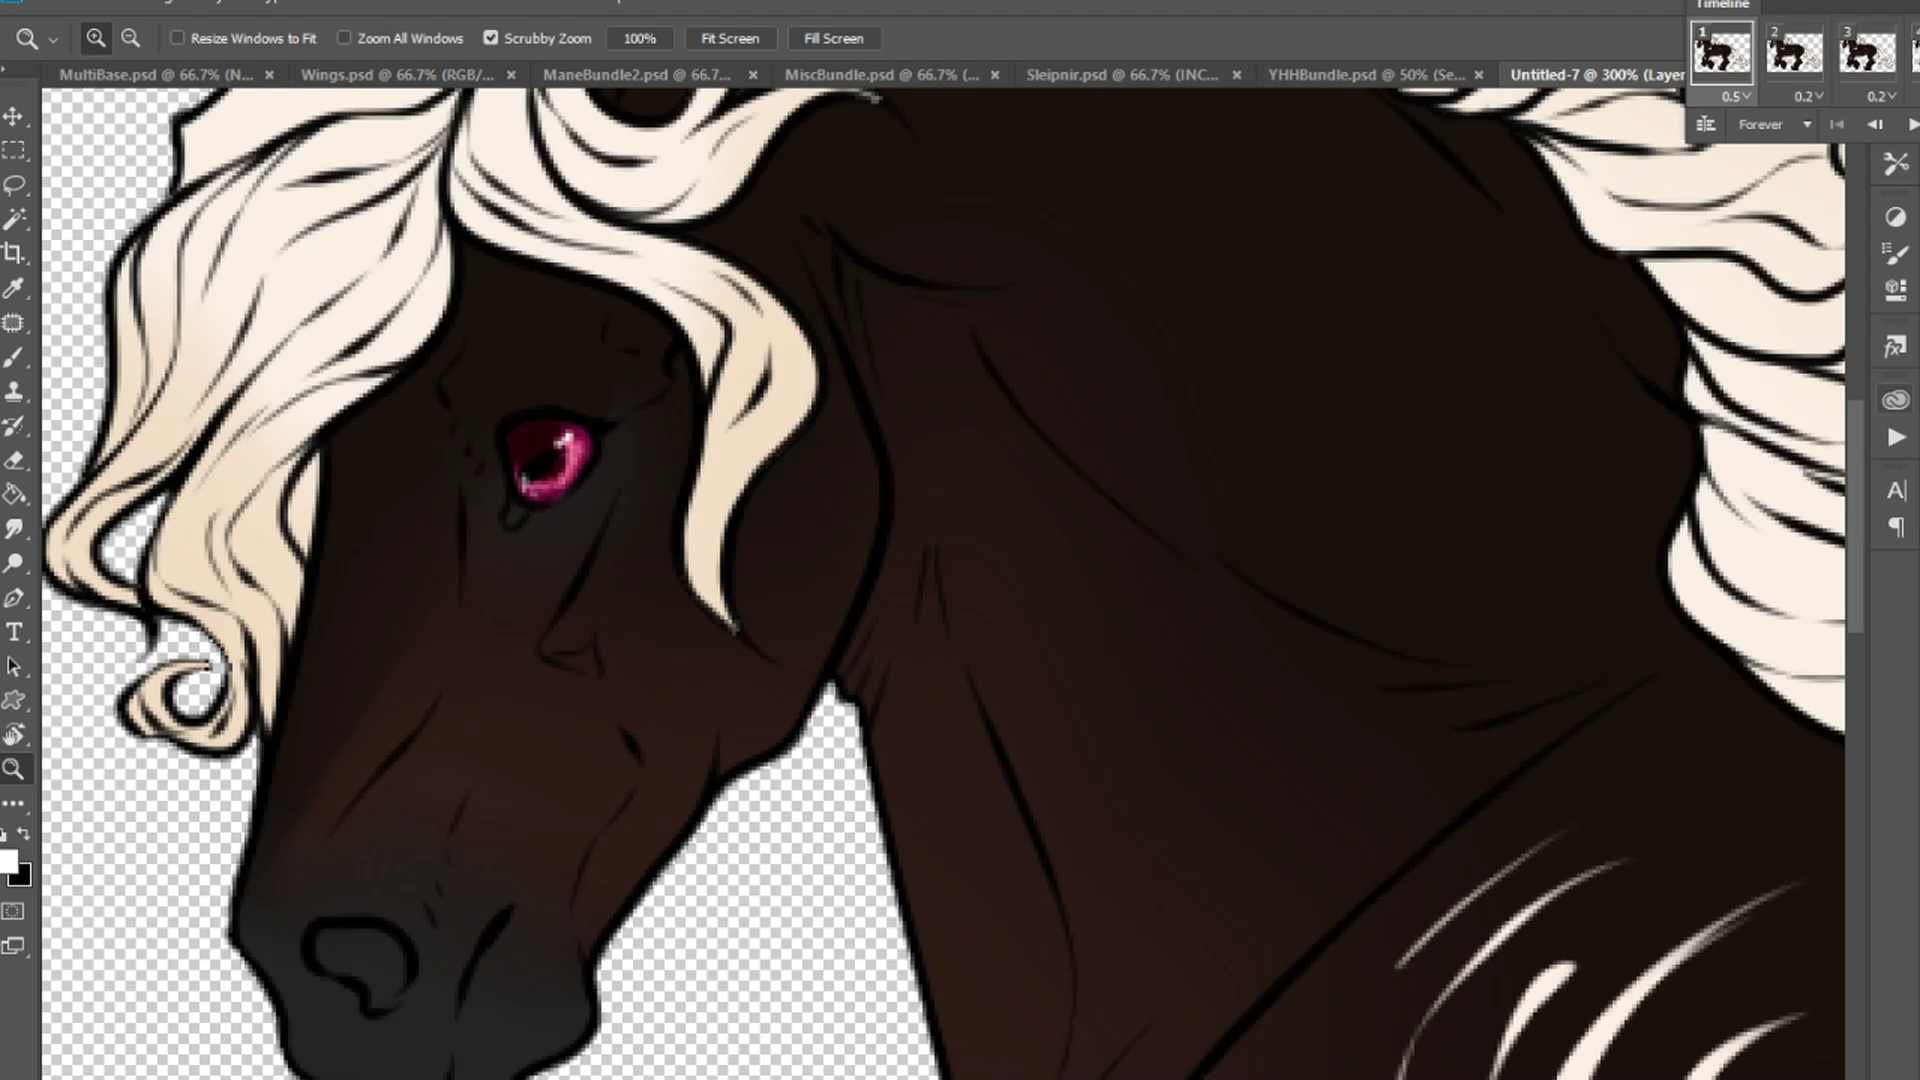 Timeline
Resize Windows to Fit Zoom All Windows Scrubby Zoom 100% Fit Screen Fill Screen
1 2 3
MultiBase.psd @ 66.7% (N... Wings.psd @ 66.7% (RGB/... ManeBundle2.psd @ 66.7... MiscBundle.psd @ 66.7% (... Sleipnir.psd @ 66.7% (INC... YHHBundle.psd @ 50% (Se... Untitled-7 @ 300% (Layer
0.5 0.2 0.2
Forever